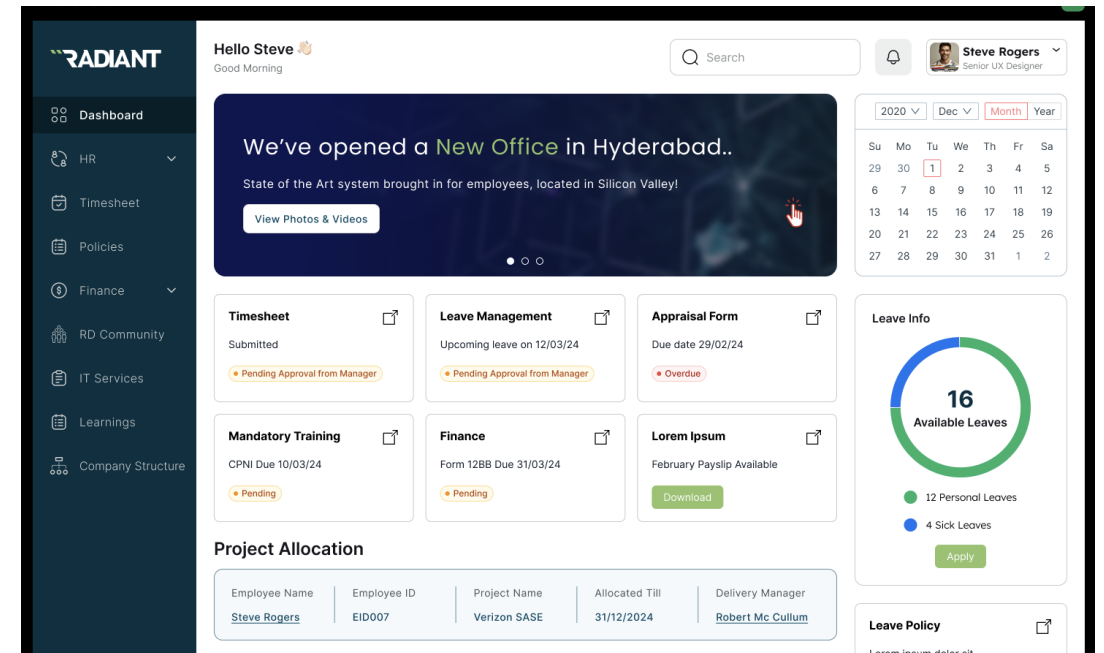 RADIANT
Dashboard
HR
Timesheet
Policies
Finance
RD Community
IT Services
Learnings
Company Structure
Hello Steve 👋🏻
Good Morning
Search
Steve Rogers
Senior UX Designer
We've opened a New Office in Hyderabad..
State of the Art system brought in for employees, located in Silicon Valley!
View Photos & Videos
2020 Dec Month Year
Su Mo Tu We Th Fr Sa
29 30 1 2 3 4 5
6 7 8 9 10 11 12
13 14 15 16 17 18 19
20 21 22 23 24 25 26
27 28 29 30 31 1 2
Timesheet
Submitted
Pending Approval from Manager
Leave Management
Upcoming leave on 12/03/24
Pending Approval from Manager
Appraisal Form
Due date 29/02/24
Overdue
Mandatory Training
CPNI Due 10/03/24
Pending
Finance
Form 12BB Due 31/03/24
Pending
Lorem Ipsum
February Payslip Available
Download
Leave Info
16
Available Leaves
12 Personal Leaves
4 Sick Leaves
Apply
Project Allocation
Employee Name Employee ID Project Name Allocated Till Delivery Manager
Steve Rogers EID007 Verizon SASE 31/12/2024 Robert Mc Cullum
Leave Policy
Lorem ipsum dolor sit